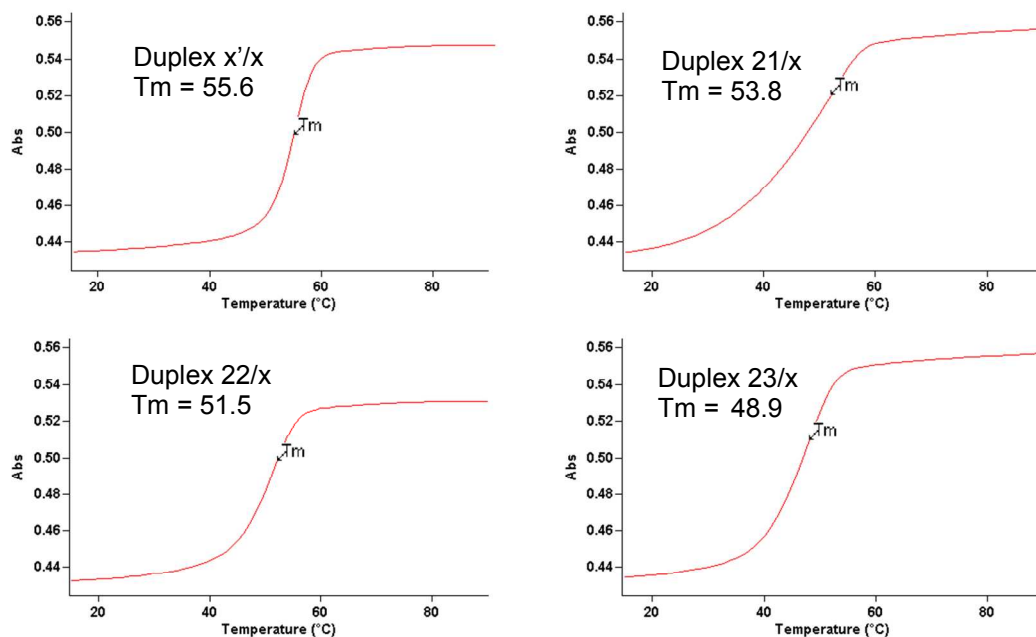 0.56
0.54
0.52
0.50
0.48
0.46
0.44
Abs
Duplex x’/x
Tm = 55.6
Tm
20
40
60
80
Temperature (°C)
0.56
0.54
0.52
0.50
0.48
0.46
0.44
Abs
Duplex 21/x
Tm = 53.8
Tm
20
40
60
80
Temperature (°C)
0.56
0.54
0.52
0.50
0.48
0.46
0.44
Abs
Duplex 22/x
Tm = 51.5
Tm
20
40
60
80
Temperature (°C)
0.56
0.54
0.52
0.50
0.48
0.46
0.44
Abs
Duplex 23/x
Tm = 48.9
Tm
20
40
60
80
Temperature (°C)